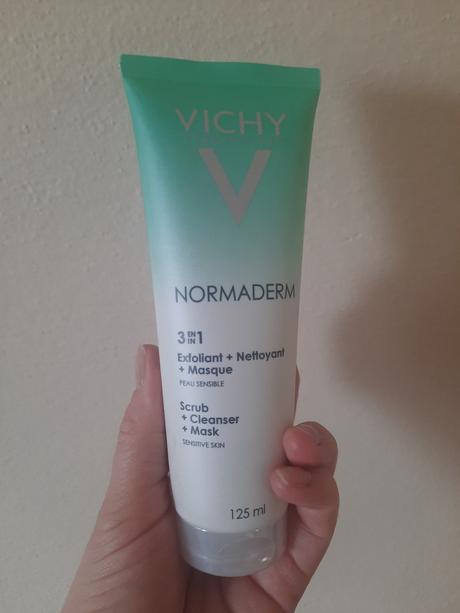 VICHY
V
NORMADERM
3 EN IN 1
Exfoliant + Nettoyant
+ Masque
PEAU SENSIBLE
Scrub
+ Cleanser
+ Mask
SENSITIVE SKIN
125 ml